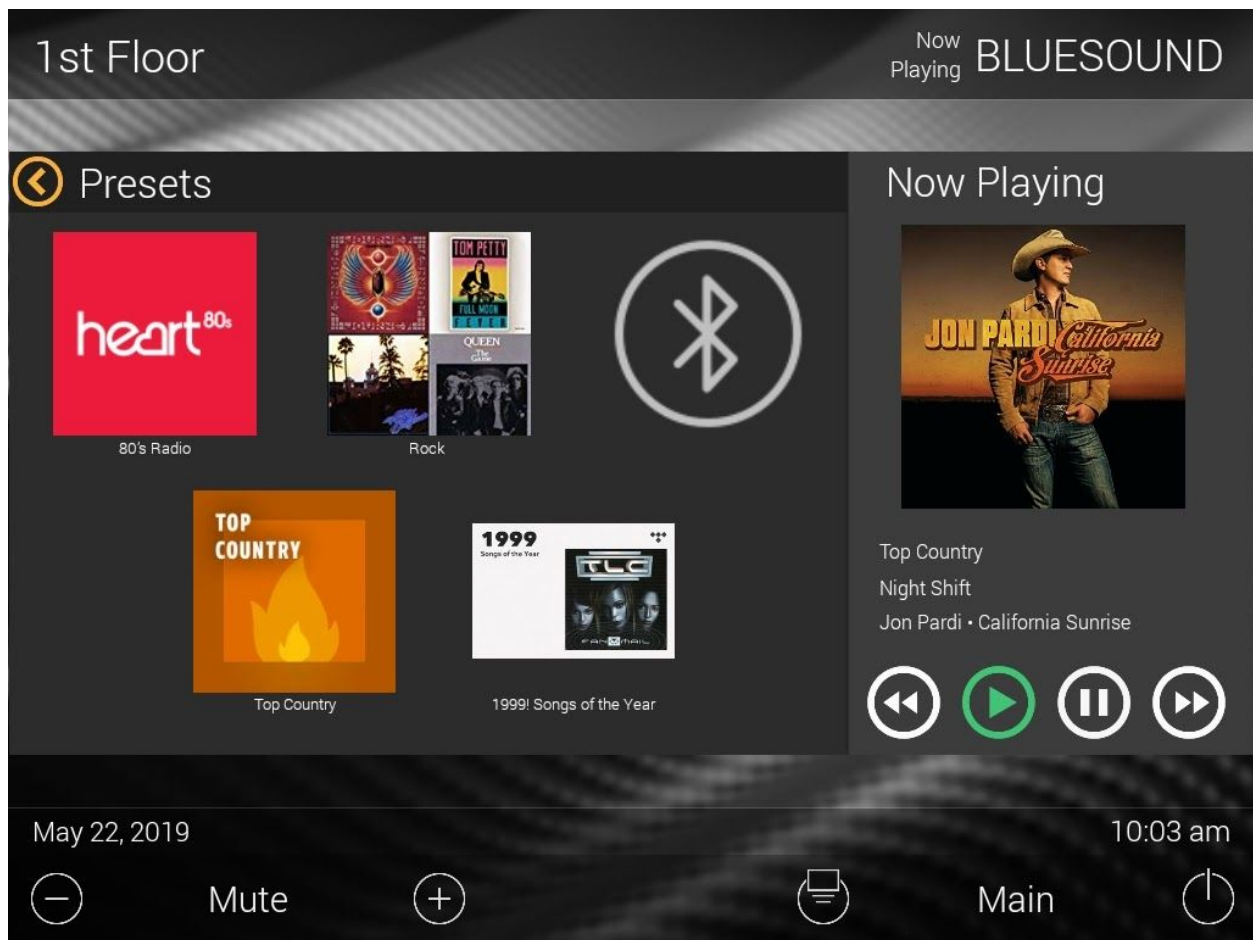 1st Floor
Now
Playing
BLUESOUND
Presets
Now Playing
heart 80s
TOM PETTY
FULL MOON
FEVER
QUEEN
The
Game
80's Radio
Rock
JON PARDI California
Sunrise
TOP
COUNTRY
1999
Songs of the Year
TLC
FANMAIL
Top Country
1999! Songs of the Year
Top Country
Night Shift
Jon Pardi • California Sunrise
May 22, 2019
10:03 am
Mute
Main